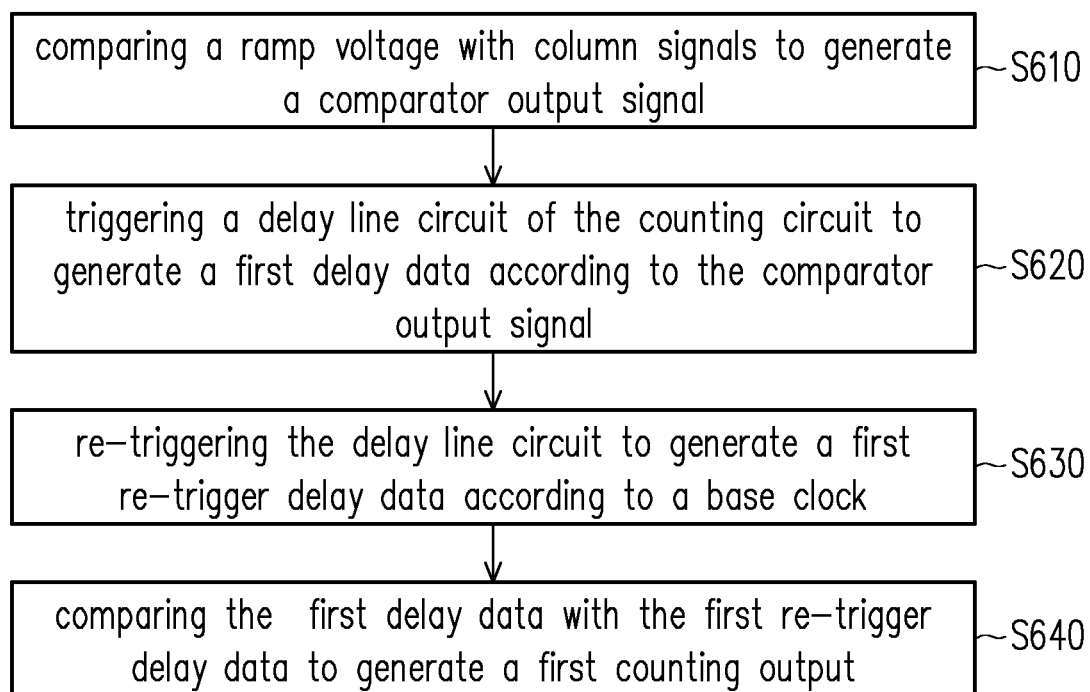 comparing a ramp voltage with column signals to generate
a comparator output signal
S610
triggering a delay line circuit of the counting circuit to
generate a first delay data according to the comparator
output signal
S620
re-triggering the delay line circuit to generate a first
re-trigger delay data according to a base clock
S630
comparing the first delay data with the first re-trigger
delay data to generate a first counting output
S640